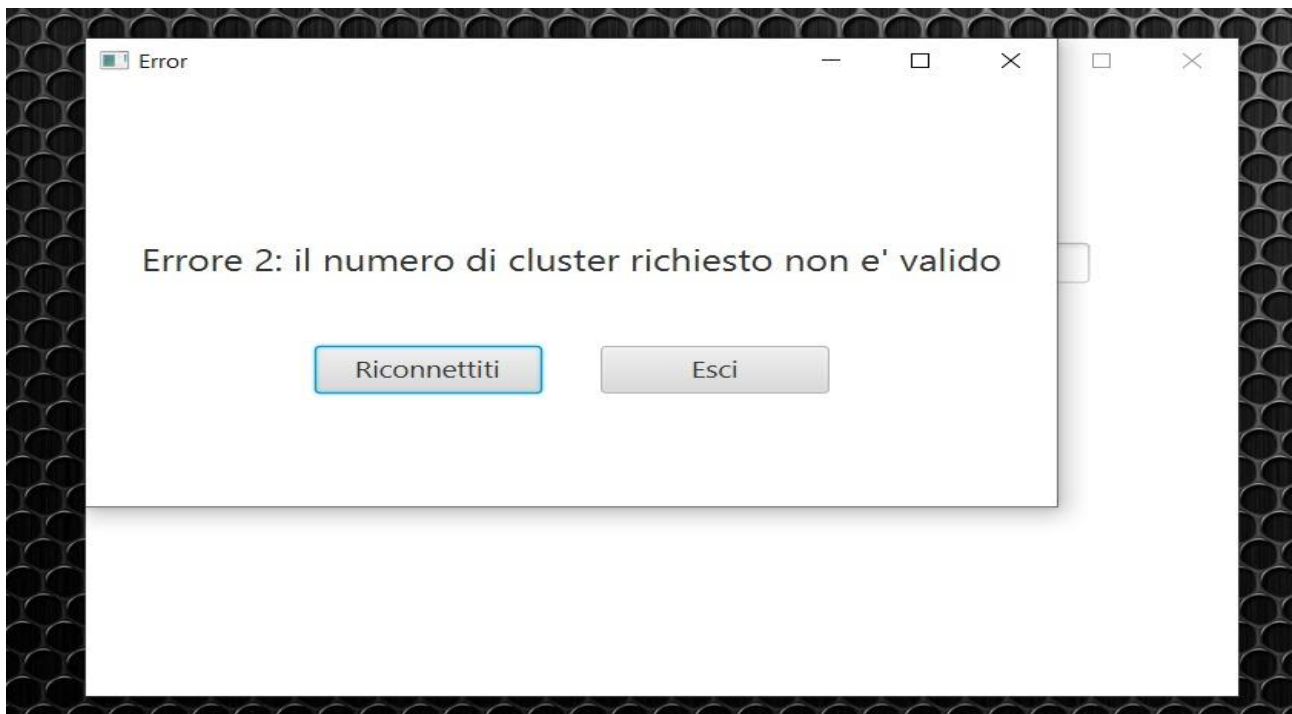 Error
Errore 2: il numero di cluster richiesto non e' valido
Riconnettiti Esci